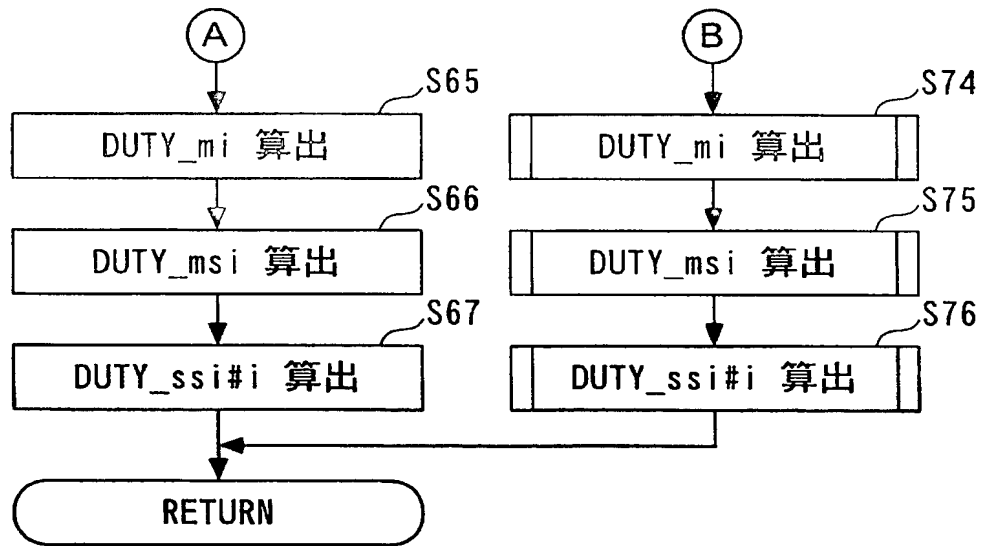 A
S65
DUTY_mi 算出
S66
DUTY_msi 算出
S67
DUTY_ssi#i 算出
RETURN
B
S74
DUTY_mi 算出
S75
DUTY_msi 算出
S76
DUTY_ssi#i 算出